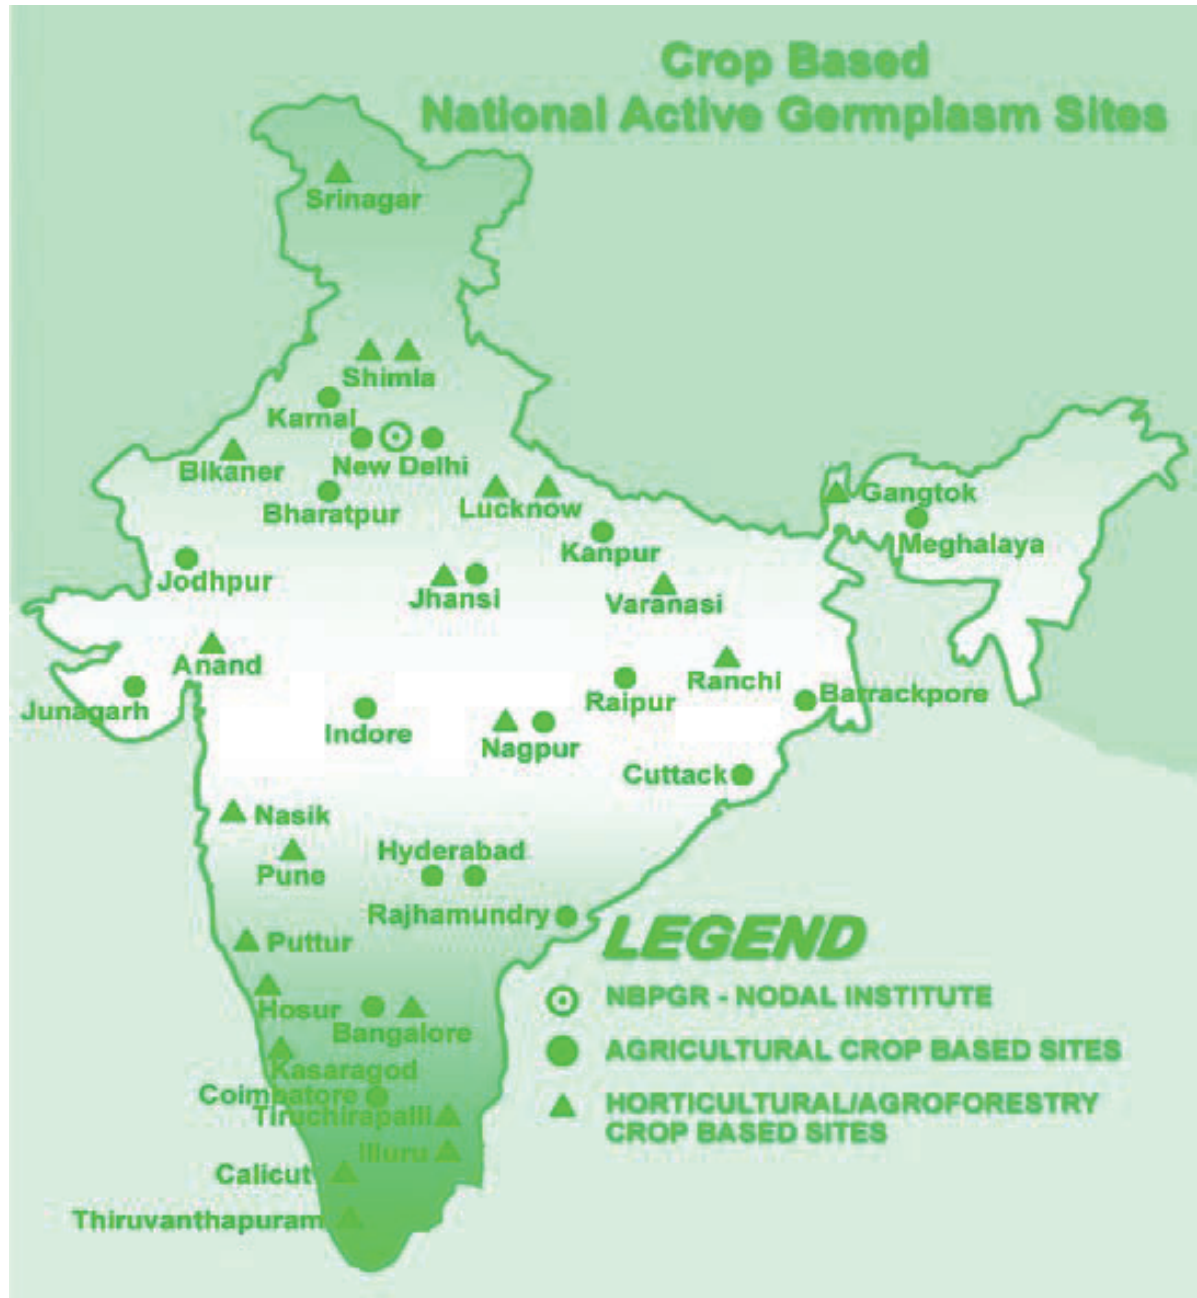 Crop Based
National Active Germplasm Sites
Srinagar
Shimla
Karnal
New Delhi
Bikaner
Bharatpur
Lucknow
Kanpur
Gangtok
Meghalaya
Jodhpur
Jhansi
Varanasi
Anand
Ranchi
Junagarh
Raipur
Barrackpore
Indore
Nagpur
Cuttack
Nasik
Hyderabad
Pune
Rajhamundry
Puttur
Hosur
Bangalore
Kasaragod
Coimbatore
Tiruchirapalli
Illuru
Calicut
Thiruvanthapuram
LEGEND
NBPGR - NODAL INSTITUTE
AGRICULTURAL CROP BASED SITES
HORTICULTURAL/AGROFORESTRY
CROP BASED SITES